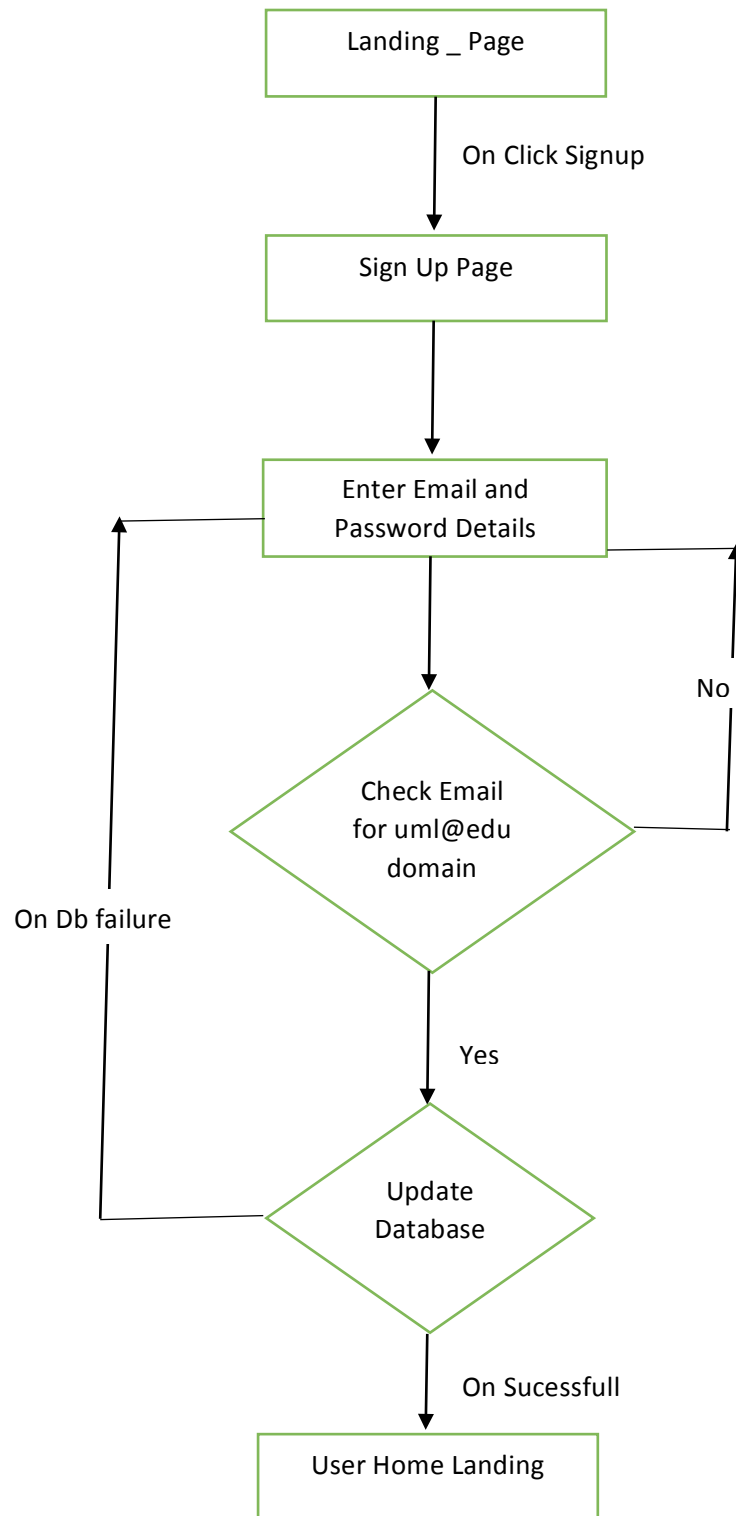 Landing _ Page
On Click Signup
Sign Up Page
Enter Email and
Password Details
No
Check Email
for uml@edu
domain
On Db failure
Yes
Update
Database
On Sucessfull
User Home Landing